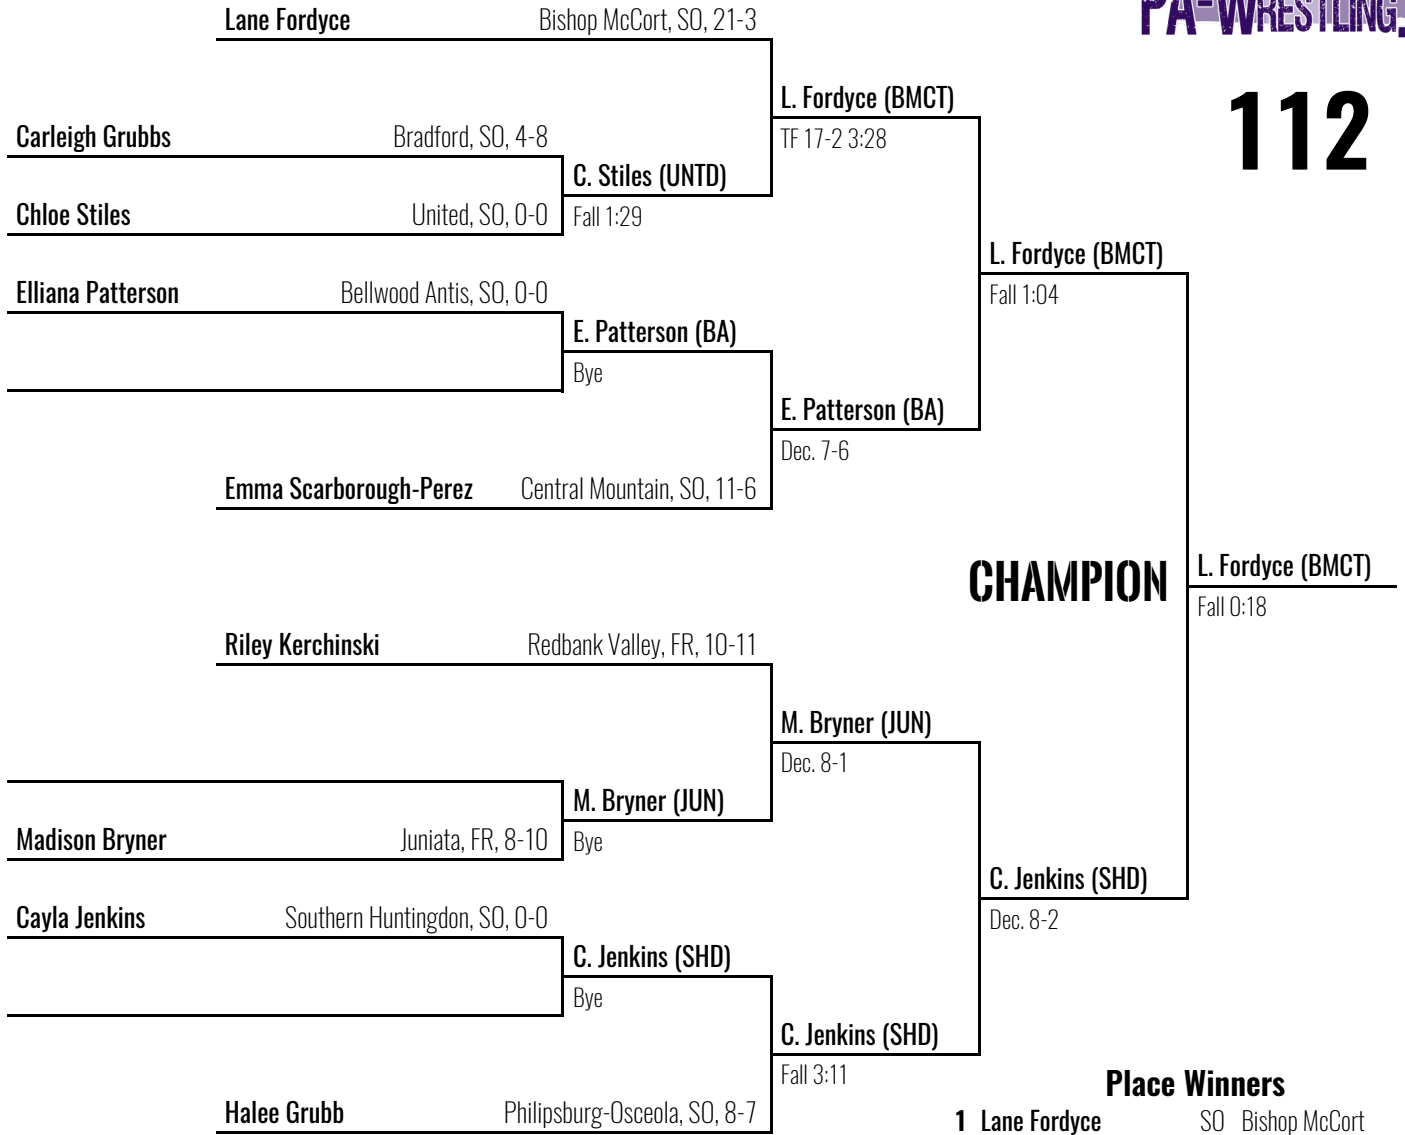 Lane Fordyce Bishop McCort, SO, 21-3
PA-WRESTLING.
L. Fordyce (BMCT)
112
TF 17-2 3:28
Carleigh Grubbs Bradford, SO, 4-8
C. Stiles (UNTD)
Chloe Stiles United, SO, 0-0
Fall 1:29
L. Fordyce (BMCT)
Fall 1:04
Elliana Patterson Bellwood Antis, SO, 0-0
E. Patterson (BA)
Bye
E. Patterson (BA)
Dec. 7-6
Emma Scarborough-Perez Central Mountain, SO, 11-6
CHAMPION
L. Fordyce (BMCT)
Fall 0:18
Riley Kerchinski Redbank Valley, FR, 10-11
M. Bryner (JUN)
Dec. 8-1
M. Bryner (JUN)
Madison Bryner Juniata, FR, 8-10
Bye
C. Jenkins (SHD)
Dec. 8-2
Cayla Jenkins Southern Huntingdon, SO, 0-0
C. Jenkins (SHD)
Bye
C. Jenkins (SHD)
Fall 3:11
Halee Grubb Philipsburg-Osceola, SO, 8-7
Place Winners
1 Lane Fordyce SO Bishop McCort